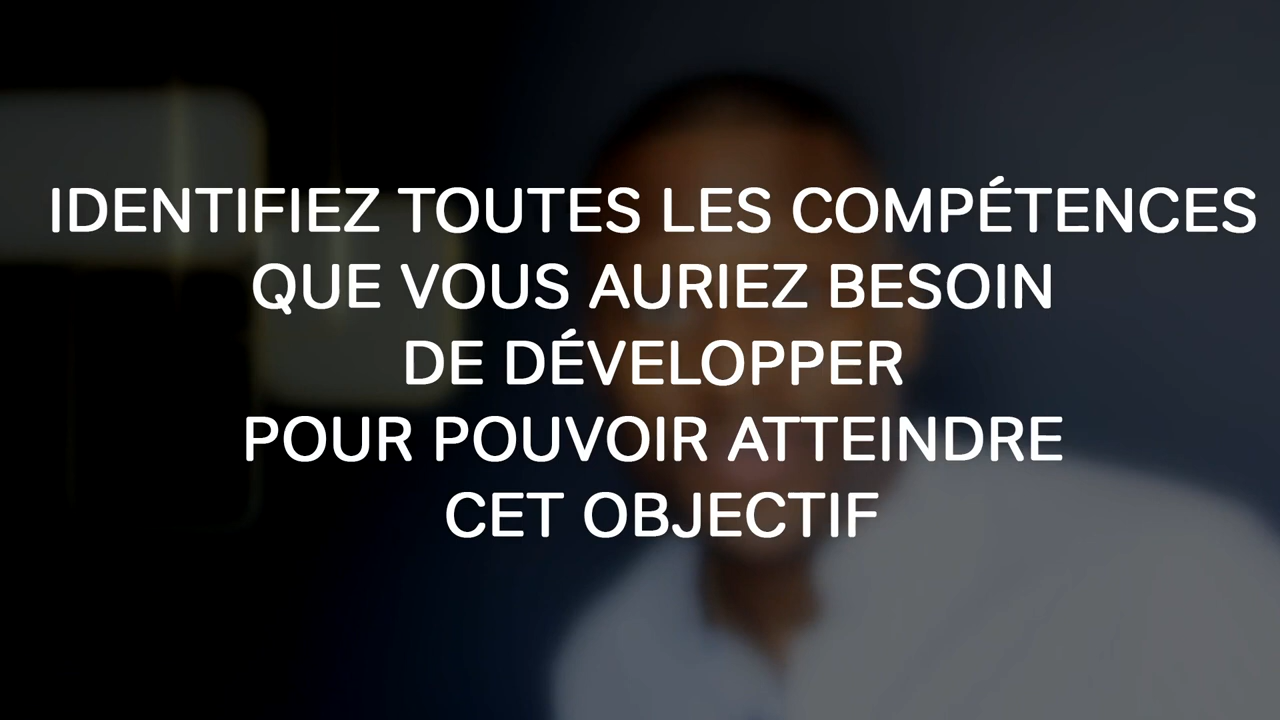 IDENTIFIEZ TOUTES LES COMPÉTENCES
QUE VOUS AURIEZ BESOIN
DE DÉVELOPPER
POUR POUVOIR ATTEINDRE
CET OBJECTIF